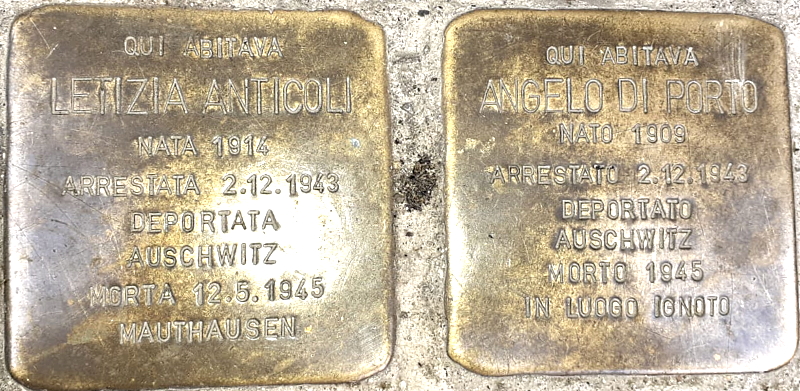 QUI ABITAVA
LETIZIA ANTICOLI
NATA 1914
ARRESTATA 2.12.1943
DEPORTATA
AUSCHWITZ
MORTA 12.5.1945
MAUTHAUSEN
QUI ABITAVA
ANGELO DI PORTO
NATO 1909
ARRESTATO 2.12.1943
DEPORTATO
AUSCHWITZ
MORTO 1945
IN LUOGO IGNOTO